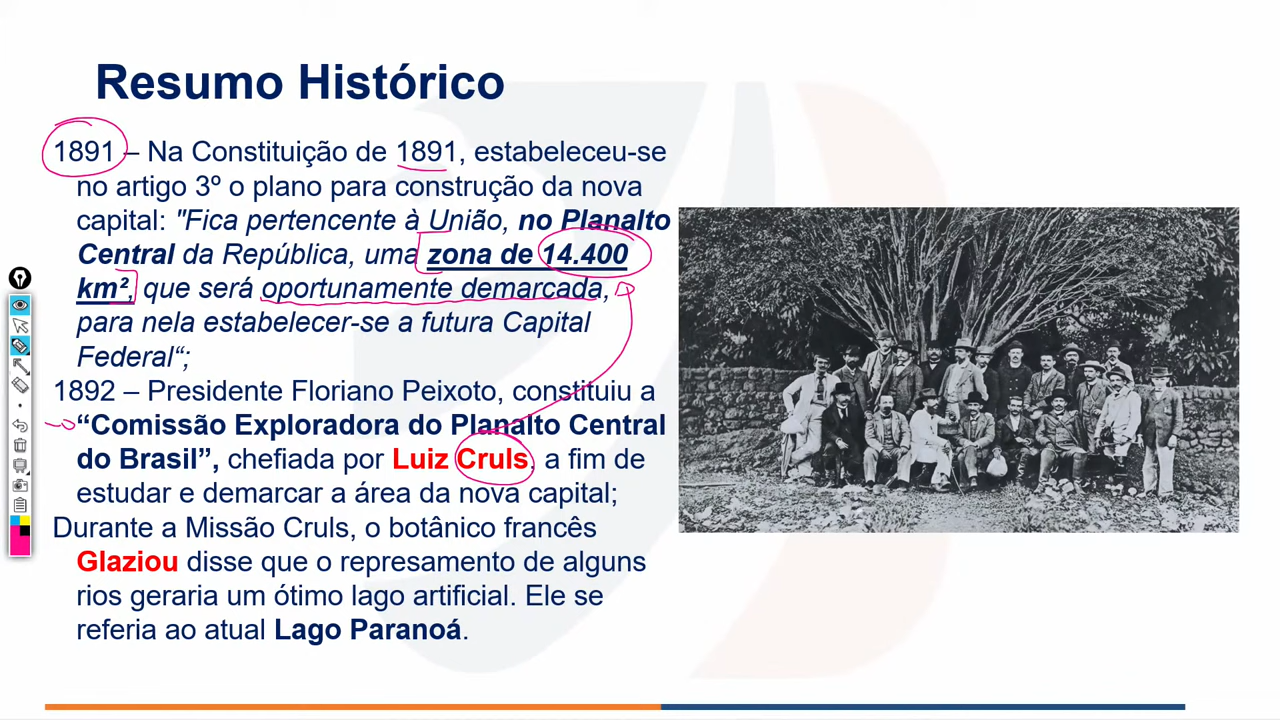 Resumo Histórico
1891 – Na Constituição de 1891, estabeleceu-se
no artigo 3º o plano para construção da nova
capital: "Fica pertencente à União, no Planalto
Central da República, uma zona de 14.400
km², que será oportunamente demarcada,
para nela estabelecer-se a futura Capital
Federal“;
1892 – Presidente Floriano Peixoto, constituiu a
“Comissão Exploradora do Planalto Central
do Brasil”, chefiada por Luiz Cruls, a fim de
estudar e demarcar a área da nova capital;
Durante a Missão Cruls, o botânico francês
Glaziou disse que o represamento de alguns
rios geraria um ótimo lago artificial. Ele se
referia ao atual Lago Paranoá.